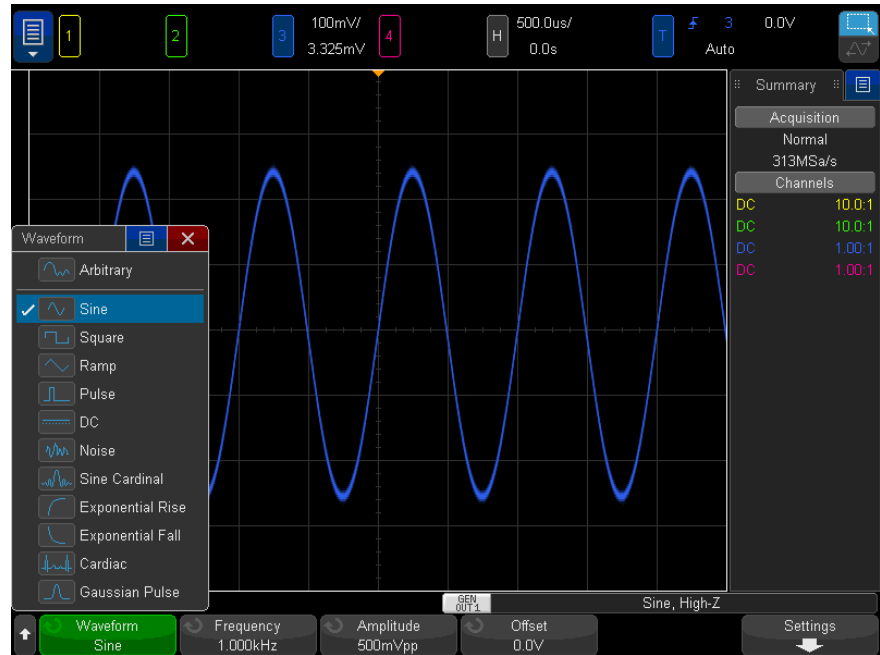 1 2 3 100mV/ 3.325mV 4 H 500.0us/ 0.0s T 3 0.0V Auto
Summary
Acquisition
Normal
313MSa/s
Channels
DC 10.0:1
DC 10.0:1
DC 1.00:1
DC 1.00:1
Waveform
Arbitrary
Sine
Square
Ramp
Pulse
DC
Noise
Sine Cardinal
Exponential Rise
Exponential Fall
Cardiac
Gaussian Pulse
GEN OUT1 Sine, High-Z
Waveform Sine
Frequency 1.000kHz
Amplitude 500mVpp
Offset 0.0V
Settings